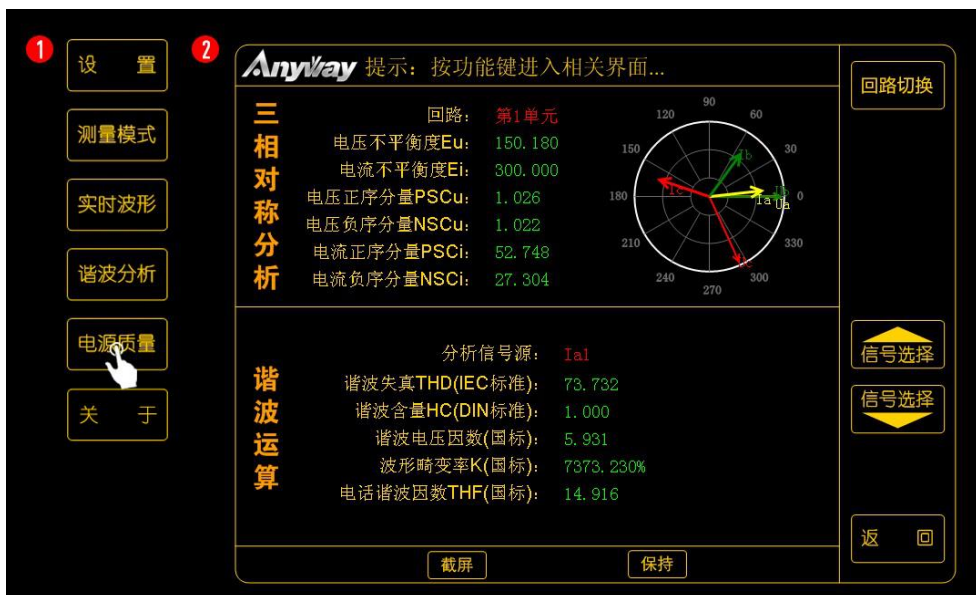 1
设 置
测量模式
实时波形
谐波分析
电源质量
关 于
2
Anyway 提示：按功能键进入相关界面...
三相对称分析
回路： 第1单元
电压不平衡度Eu： 150.180
电流不平衡度Ei： 300.000
电压正序分量PSCu： 1.026
电压负序分量NSCu： 1.022
电流正序分量PSCi： 52.748
电流负序分量NSCi： 27.304
90
120 60
150 30
180 0
210 330
240 300
270
Ib
Ic
Ia
Ua
谐波运算
分析信号源： Ia1
谐波失真THD(IEC标准)： 73.732
谐波含量HC(DIN标准)： 1.000
谐波电压因数(国标)： 5.931
波形畸变率K(国标)： 7373.230%
电话谐波因数THF(国标)： 14.916
截屏 保持
回路切换
信号选择
信号选择
返 回